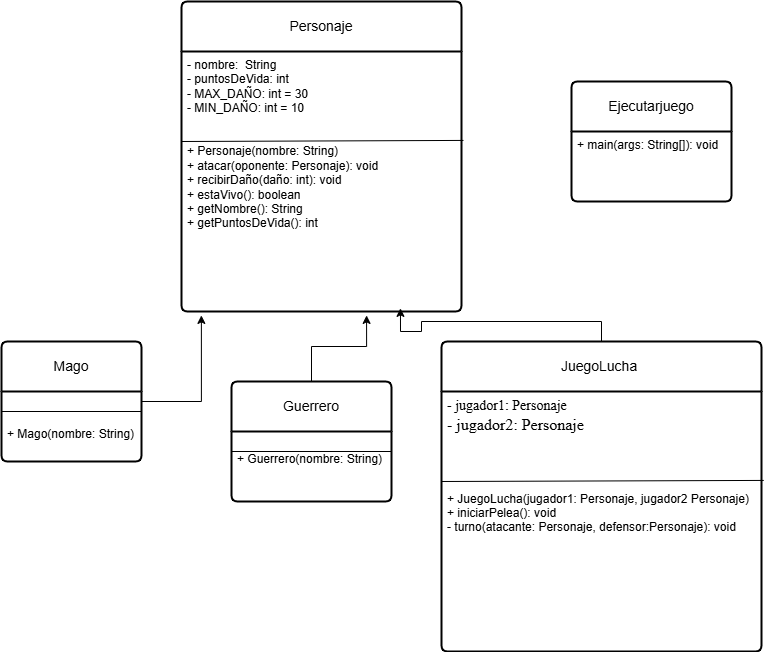 Personaje
- nombre:  String
- puntosDeVida: int
- MAX_DAÑO: int = 30
- MIN_DAÑO: int = 10
+ Personaje(nombre: String)
+ atacar(oponente: Personaje): void
+ recibirDaño(daño: int): void
+ estaVivo(): boolean
+ getNombre(): String
+ getPuntosDeVida(): int
Ejecutarjuego
+ main(args: String[]): void
Mago
+ Mago(nombre: String)
Guerrero
+ Guerrero(nombre: String)
JuegoLucha
- jugador1: Personaje
- jugador2: Personaje
+ JuegoLucha(jugador1: Personaje, jugador2 Personaje)
+ iniciarPelea(): void
- turno(atacante: Personaje, defensor:Personaje): void